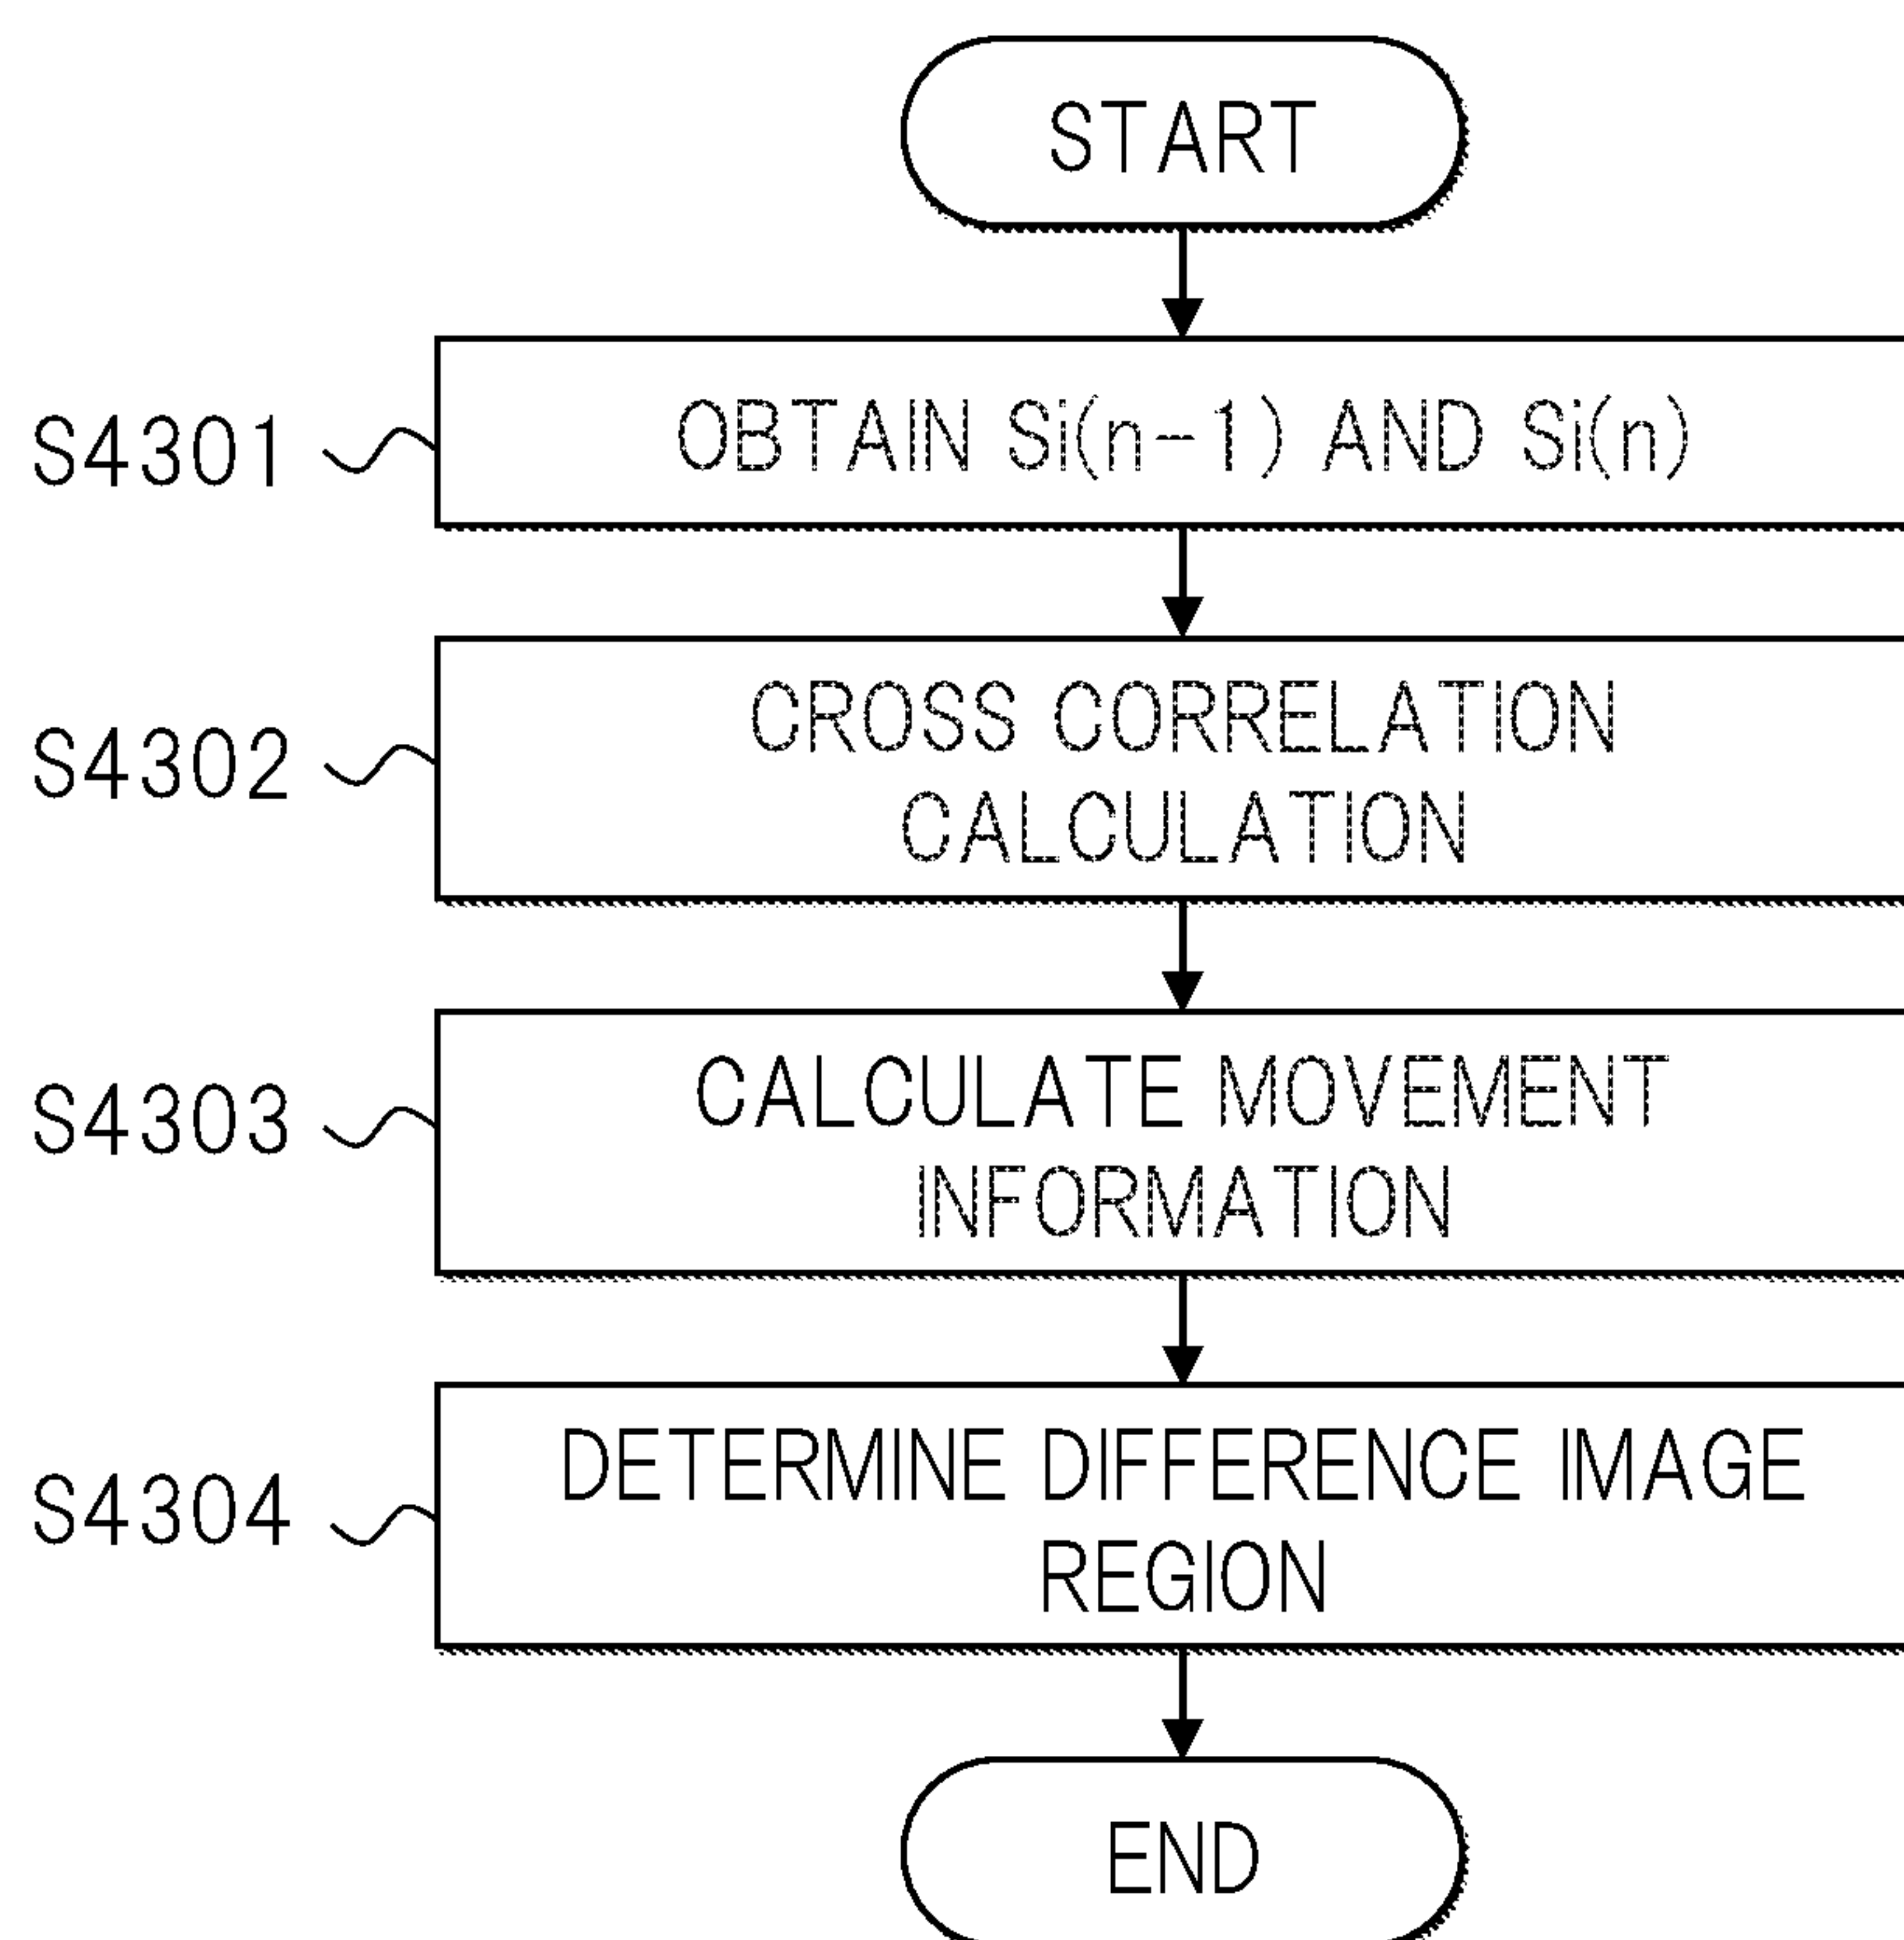 START
S4301
OBTAIN Si(n-1) AND Si(n)
S4302
CROSS CORRELATION
CALCULATION
S4303
CALCULATE MOVEMENT
INFORMATION
S4304
DETERMINE DIFFERENCE IMAGE
REGION
END